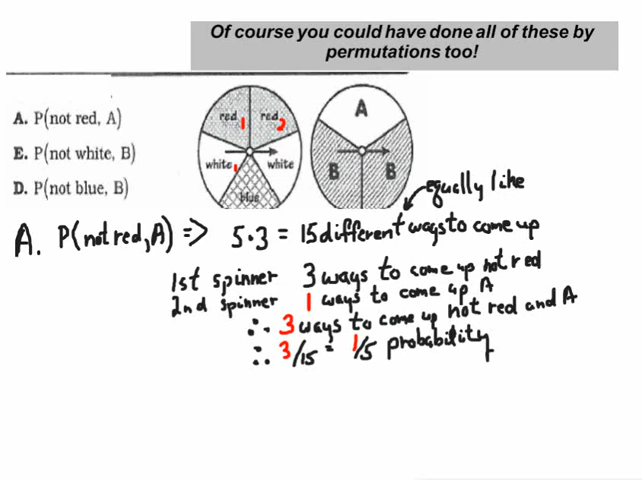 Of course you could have done all of these by
permutations too!
A. P(not red, A)
E. P(not white, B)
D. P(not blue, B)
red 1 red 2
white 1 white
blue
A
B B
equally like
A. P(not red, A) => 5·3 = 15 different ways to come up
1st spinner 3 ways to come up not red
2nd spinner 1 ways to come up A
∴ 3 ways to come up not red and A
∴ 3/15 = 1/5 probability